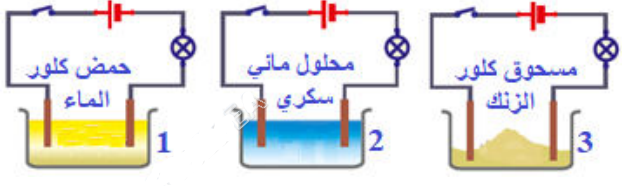 حمض كلور
الماء
1
محلول مائي
سكري
2
مسحوق كلور
الزنك
3